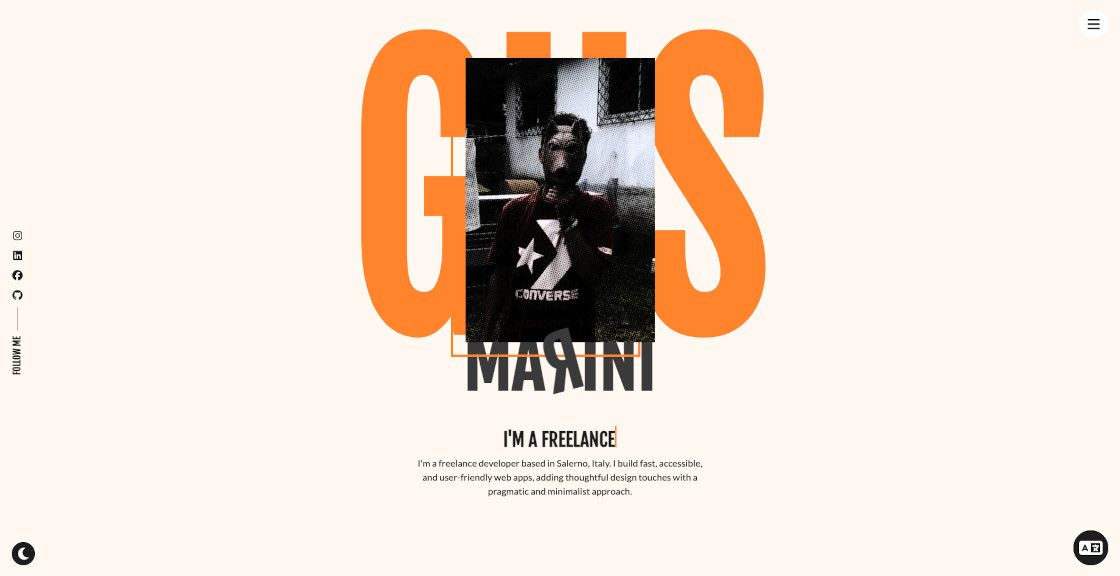 GUS
CONVERSE
MARINI
FOLLOW ME
I'M A FREELANCE
I'm a freelance developer based in Salerno, Italy. I build fast, accessible,
and user-friendly web apps, adding thoughtful design touches with a
pragmatic and minimalist approach.